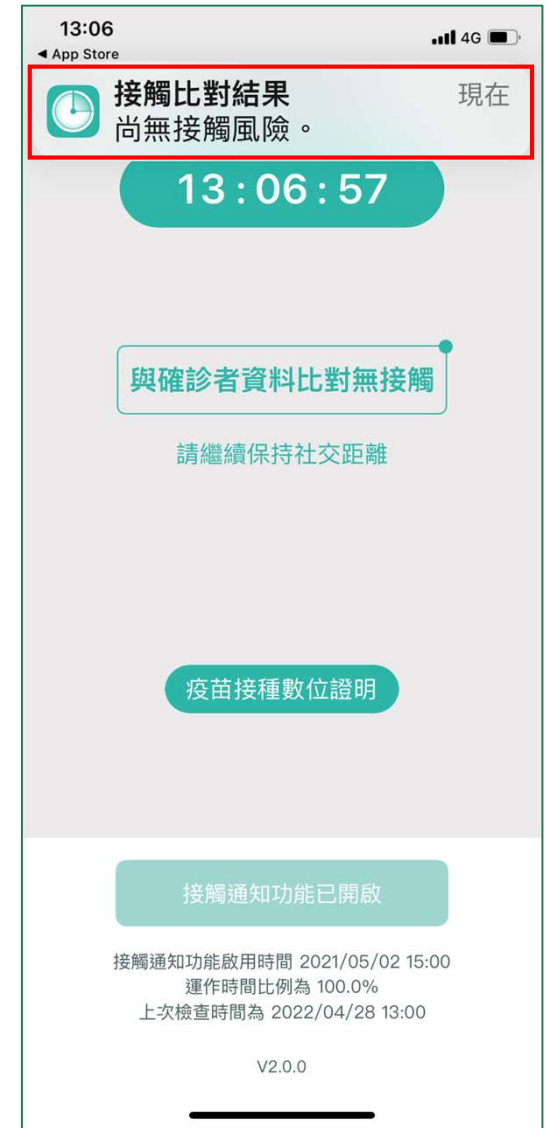 13:06
4G
◀ App Store
接觸比對結果
現在
尚無接觸風險。
13:06:57
與確診者資料比對無接觸
請繼續保持社交距離
疫苗接種數位證明
接觸通知功能已開啟
接觸通知功能啟用時間 2021/05/02 15:00
運作時間比例為 100.0%
上次檢查時間為 2022/04/28 13:00
V2.0.0